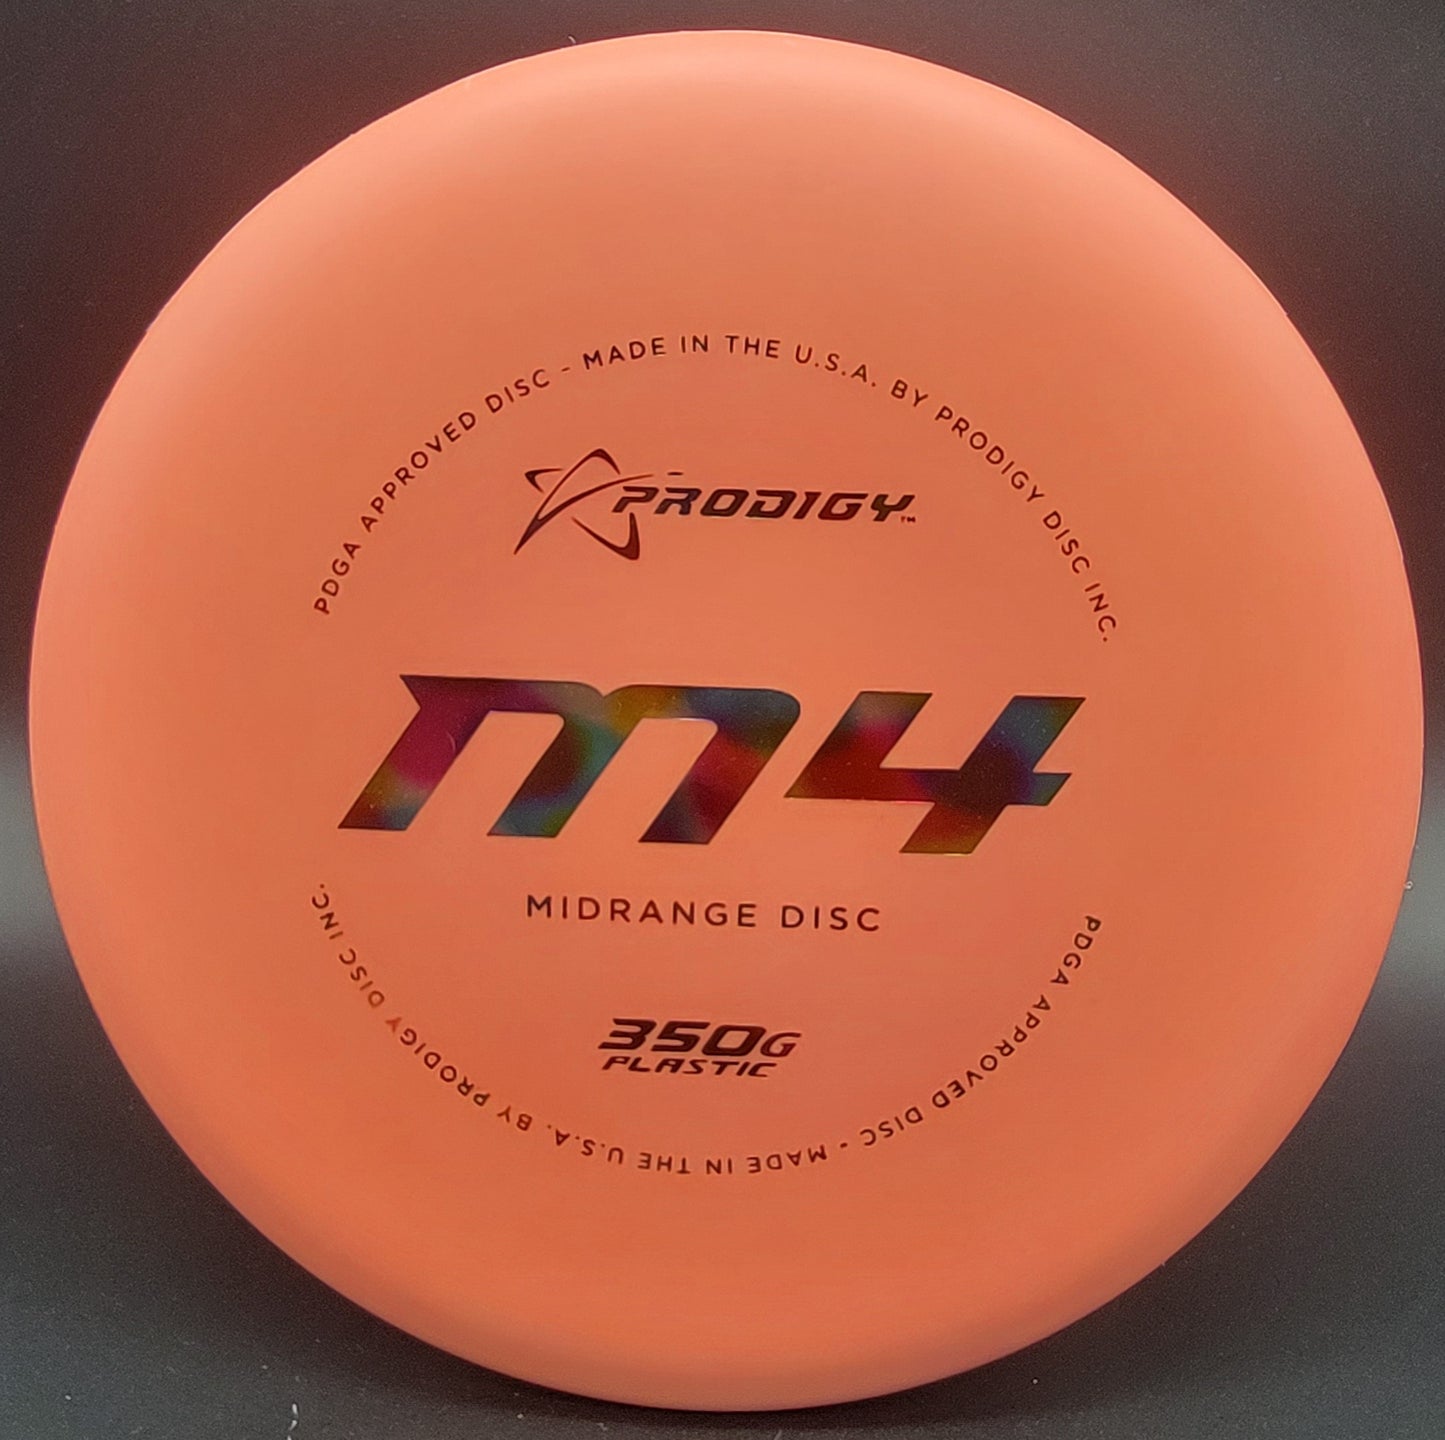 PDGA APPROVED DISC - MADE IN THE U.S.A. BY PRODIGY DISC INC.
PRODIGY™
M4
MIDRANGE DISC
350G
PLASTIC
PDGA APPROVED DISC - MADE IN THE U.S.A. BY PRODIGY DISC INC.